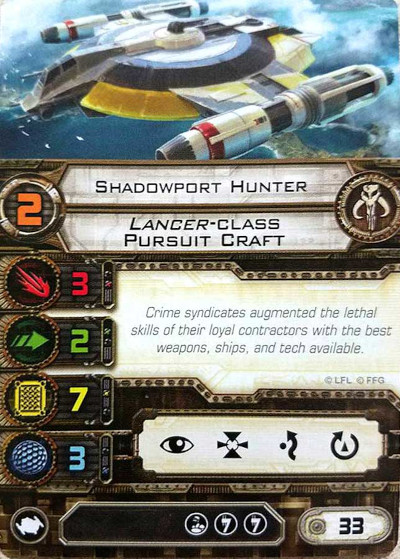 Shadowport Hunter
2
Lancer-class
Pursuit Craft
3
Crime syndicates augmented the lethal
skills of their loyal contractors with the best
weapons, ships, and tech available.
2
© LFL © FFG
7
3
33